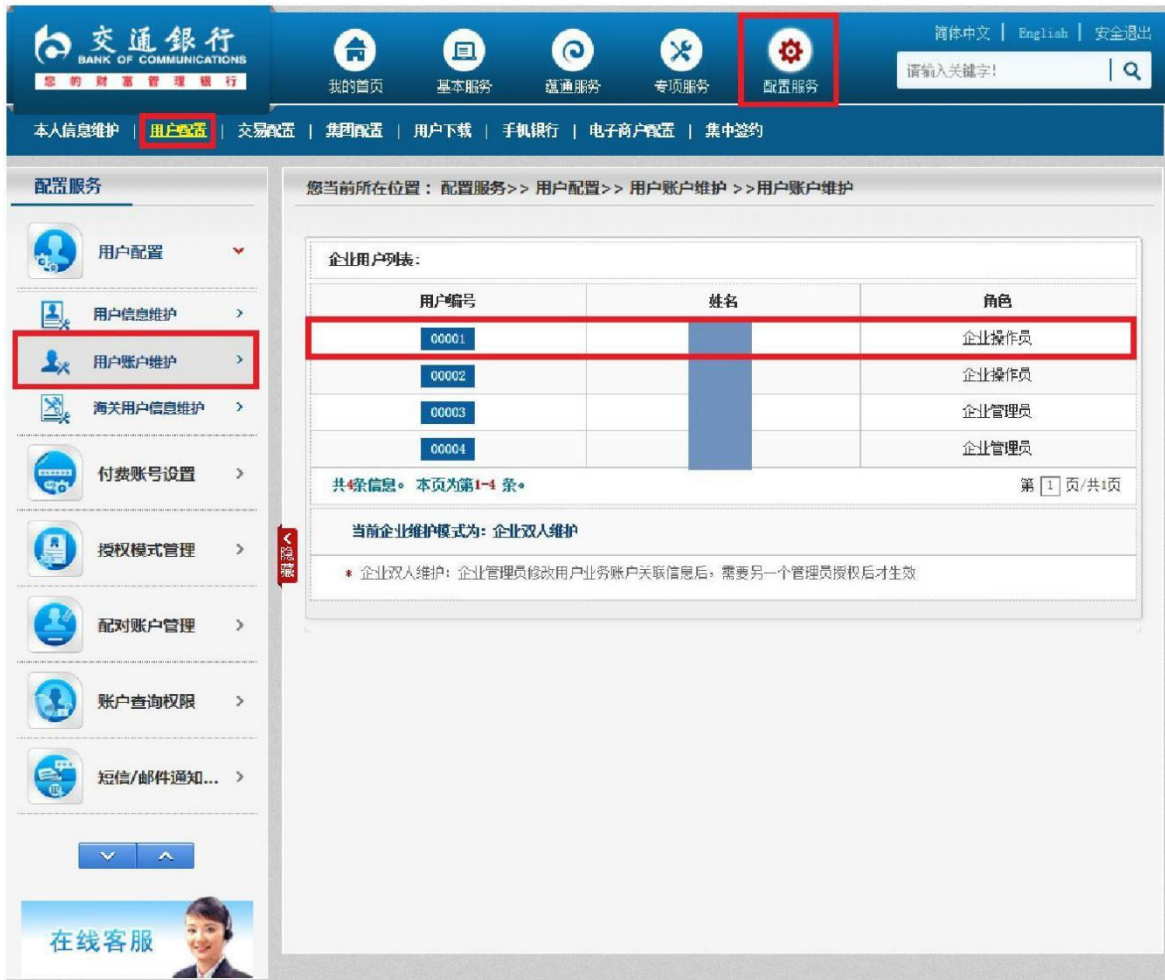 交通銀行
BANK OF COMMUNICATIONS
您的财富管理银行
我的首页
基本服务
蕴通服务
专项服务
配置服务
简体中文 | English | 安全退出
请输入关键字!
本人信息维护 | 用户配置 | 交易配置 | 集团配置 | 用户下载 | 手机银行 | 电子商户配置 | 集中签约
配置服务
用户配置
用户信息维护
用户账户维护
海关用户信息维护
付费账号设置
授权模式管理
配对账户管理
账户查询权限
短信/邮件通知...
在线客服
隐藏
您当前所在位置：配置服务>> 用户配置>> 用户账户维护 >>用户账户维护
企业用户列表:
用户编号 姓名 角色
00001 企业操作员
00002 企业操作员
00003 企业管理员
00004 企业管理员
共4条信息。 本页为第1-4 条。 第 1 页/共1页
当前企业维护模式为: 企业双人维护
* 企业双人维护: 企业管理员修改用户业务账户关联信息后，需要另一个管理员授权后才生效